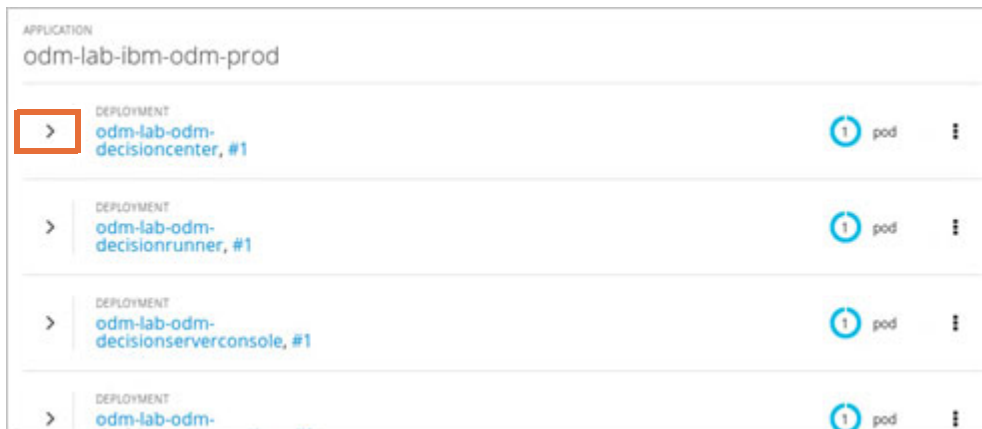 APPLICATION
odm-lab-ibm-odm-prod
DEPLOYMENT
odm-lab-odm-
decisioncenter, #1
1 pod
DEPLOYMENT
odm-lab-odm-
decisionrunner, #1
1 pod
DEPLOYMENT
odm-lab-odm-
decisionserverconsole, #1
1 pod
DEPLOYMENT
odm-lab-odm-
1 pod